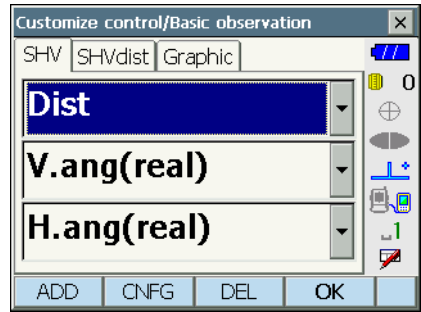 Customize control/Basic observation
SHV SHVdist Graphic
0
Dist
V.ang(real)
H.ang(real)
1
ADD CNFG DEL OK